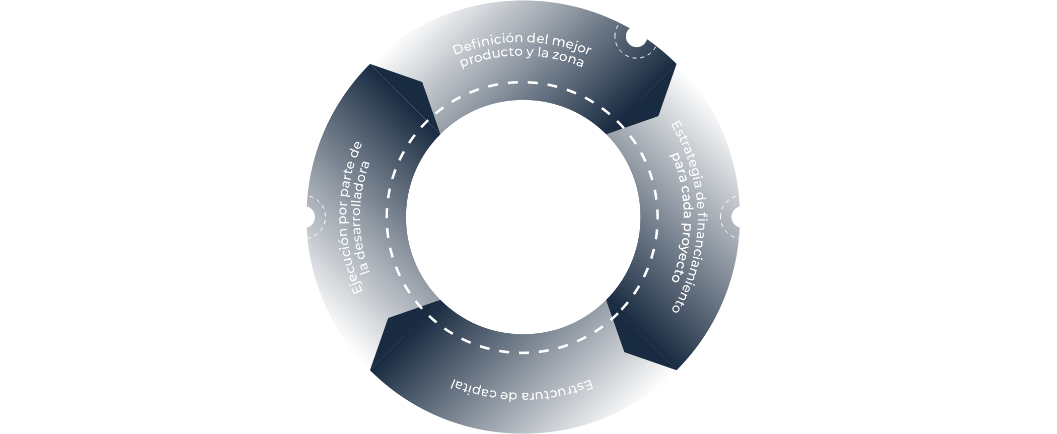 Definición del mejor
producto y la zona
Estrategia de financiamiento
para cada proyecto
Estructura de capital
Ejecución por parte de
la desarrolladora